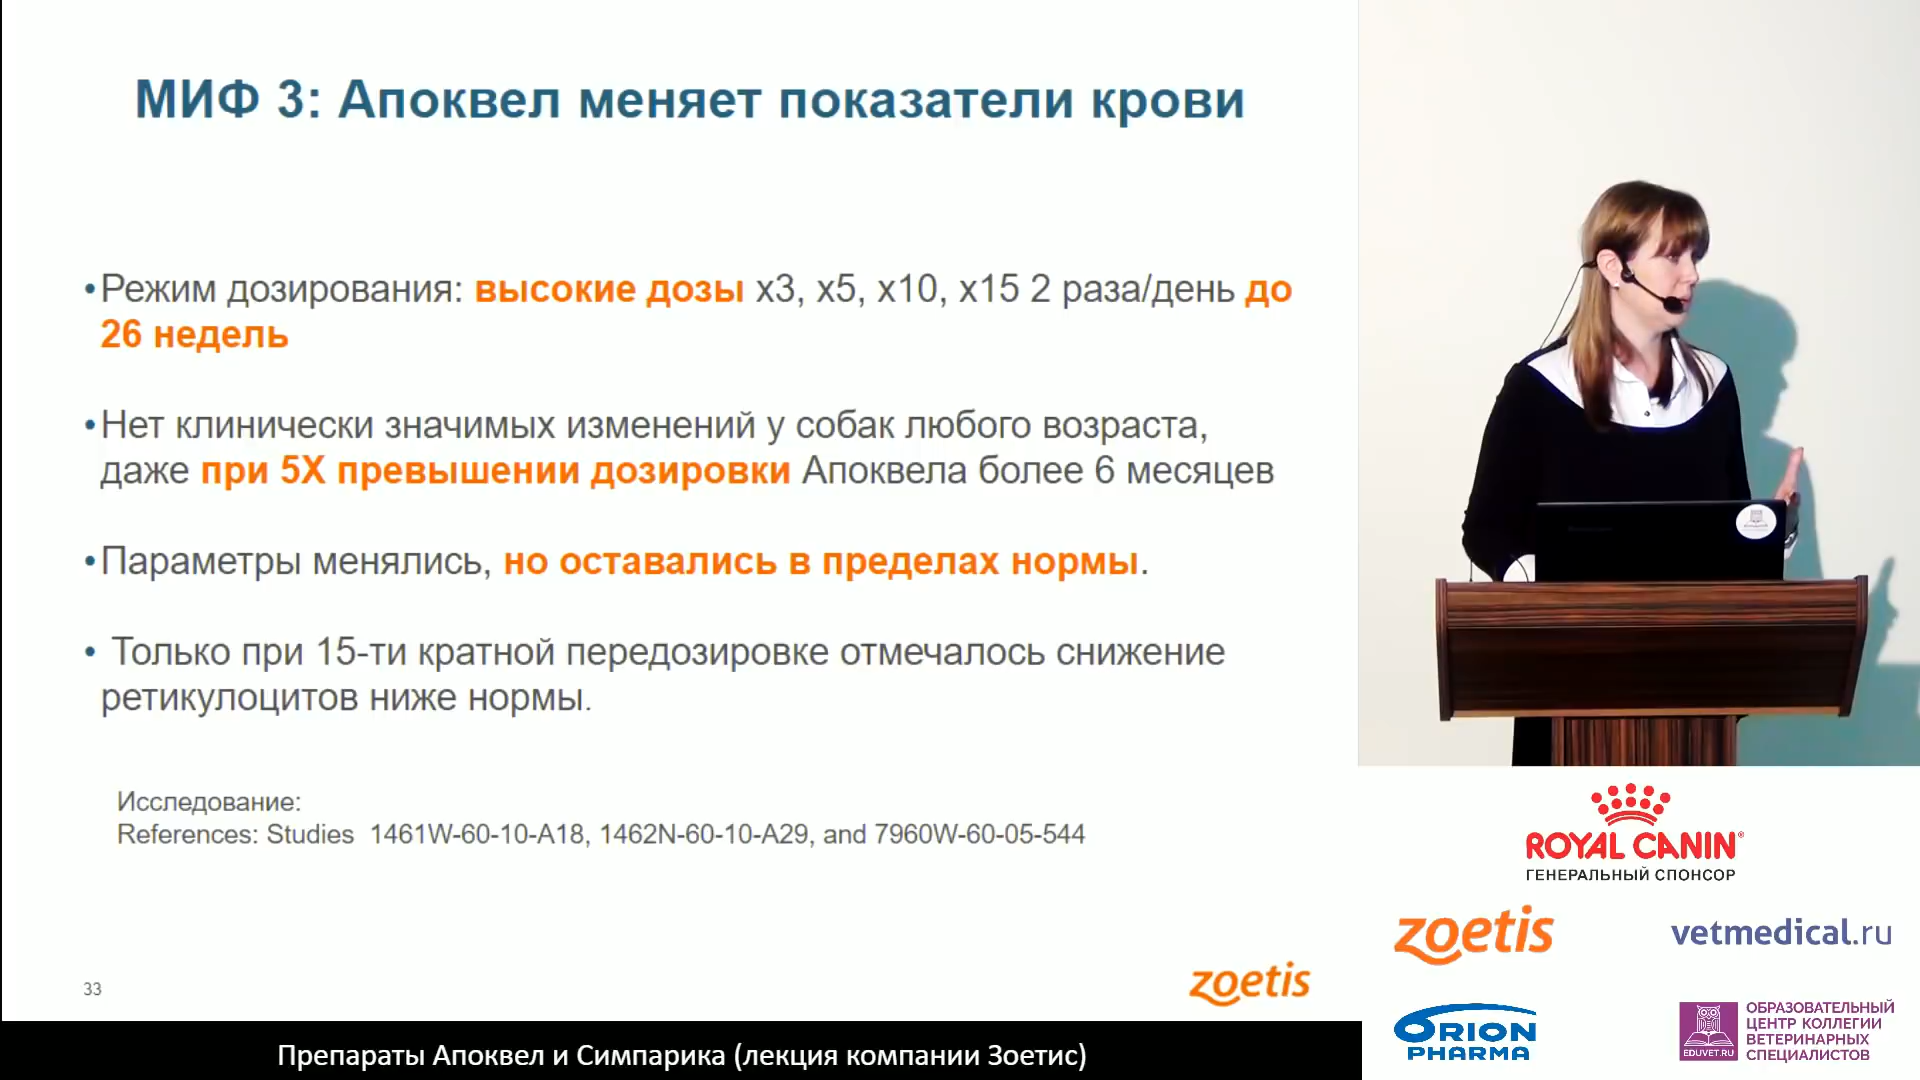 МИФ 3: Апоквел меняет показатели крови
•Режим дозирования: высокие дозы х3, х5, х10, х15 2 раза/день до
26 недель
•Нет клинически значимых изменений у собак любого возраста,
даже при 5Х превышении дозировки Апоквела более 6 месяцев
•Параметры менялись, но оставались в пределах нормы.
• Только при 15-ти кратной передозировке отмечалось снижение
ретикулоцитов ниже нормы.
Исследование:
References: Studies 1461W-60-10-A18, 1462N-60-10-A29, and 7960W-60-05-544
33
zoetis
Препараты Апоквел и Симпарика (лекция компании Зоетис)
ROYAL CANIN®
ГЕНЕРАЛЬНЫЙ СПОНСОР
zoetis
vetmedical.ru
ORION
PHARMA
EDUVET.RU
ОБРАЗОВАТЕЛЬНЫЙ
ЦЕНТР КОЛЛЕГИИ
ВЕТЕРИНАРНЫХ
СПЕЦИАЛИСТОВ